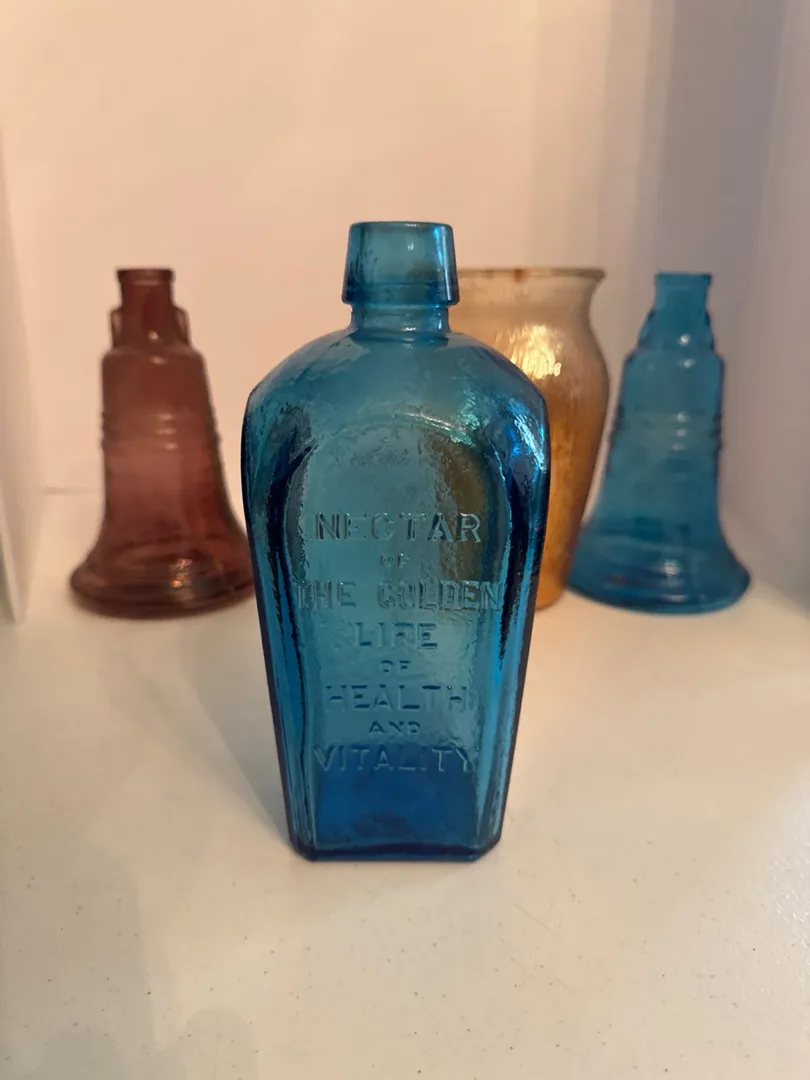 NECTAR
OF
THE GOLDEN
LIFE
OF
HEALTH
AND
VITALITY